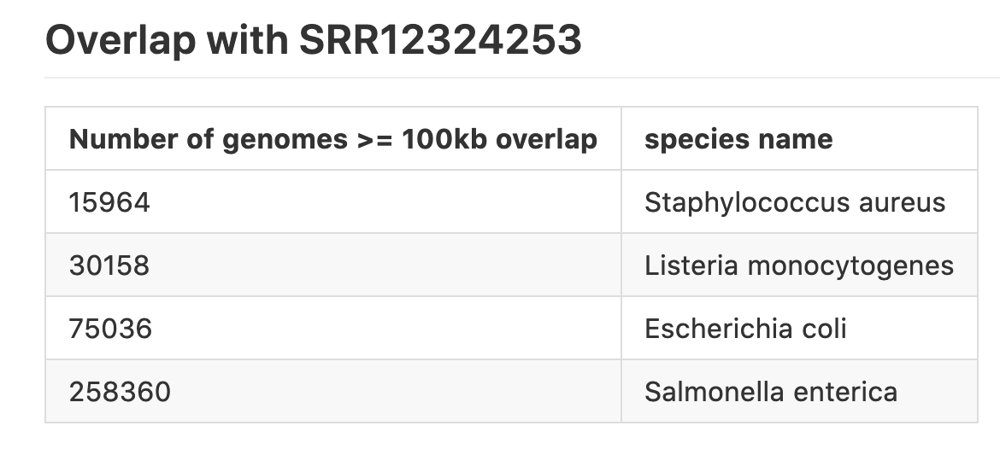 Overlap with SRR12324253
Number of genomes >= 100kb overlap species name
15964 Staphylococcus aureus
30158 Listeria monocytogenes
75036 Escherichia coli
258360 Salmonella enterica